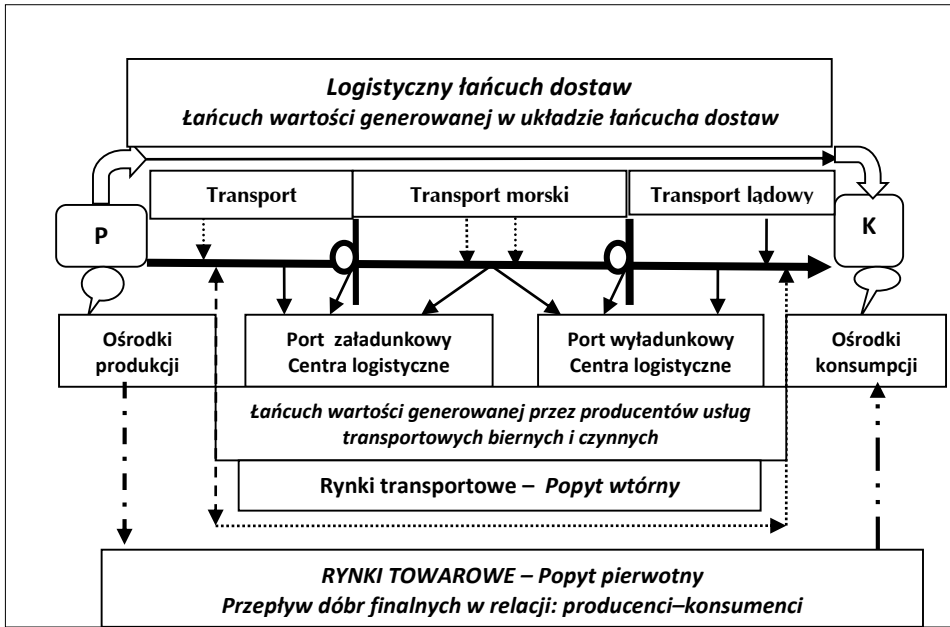 Logistyczny łańcuch dostaw
Łańcuch wartości generowanej w układzie łańcucha dostaw
Transport
Transport morski
Transport lądowy
P
K
Ośrodki
produkcji
Port załadunkowy
Centra logistyczne
Port wyładunkowy
Centra logistyczne
Ośrodki
konsumpcji
Łańcuch wartości generowanej przez producentów usług
transportowych biernych i czynnych
Rynki transportowe – Popyt wtórny
RYNKI TOWAROWE – Popyt pierwotny
Przepływ dóbr finalnych w relacji: producenci–konsumenci